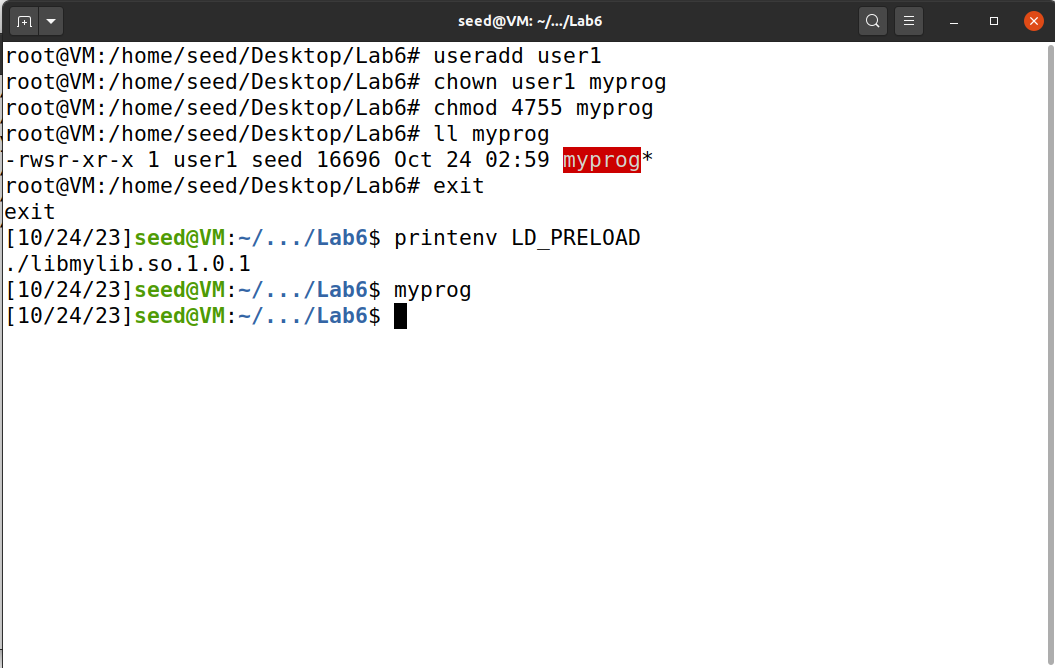 seed@VM: ~/.../Lab6
root@VM:/home/seed/Desktop/Lab6# useradd user1
root@VM:/home/seed/Desktop/Lab6# chown user1 myprog
root@VM:/home/seed/Desktop/Lab6# chmod 4755 myprog
root@VM:/home/seed/Desktop/Lab6# ll myprog
-rwsr-xr-x 1 user1 seed 16696 Oct 24 02:59 myprog*
root@VM:/home/seed/Desktop/Lab6# exit
exit
[10/24/23]seed@VM:~/.../Lab6$ printenv LD_PRELOAD
./libmylib.so.1.0.1
[10/24/23]seed@VM:~/.../Lab6$ myprog
[10/24/23]seed@VM:~/.../Lab6$